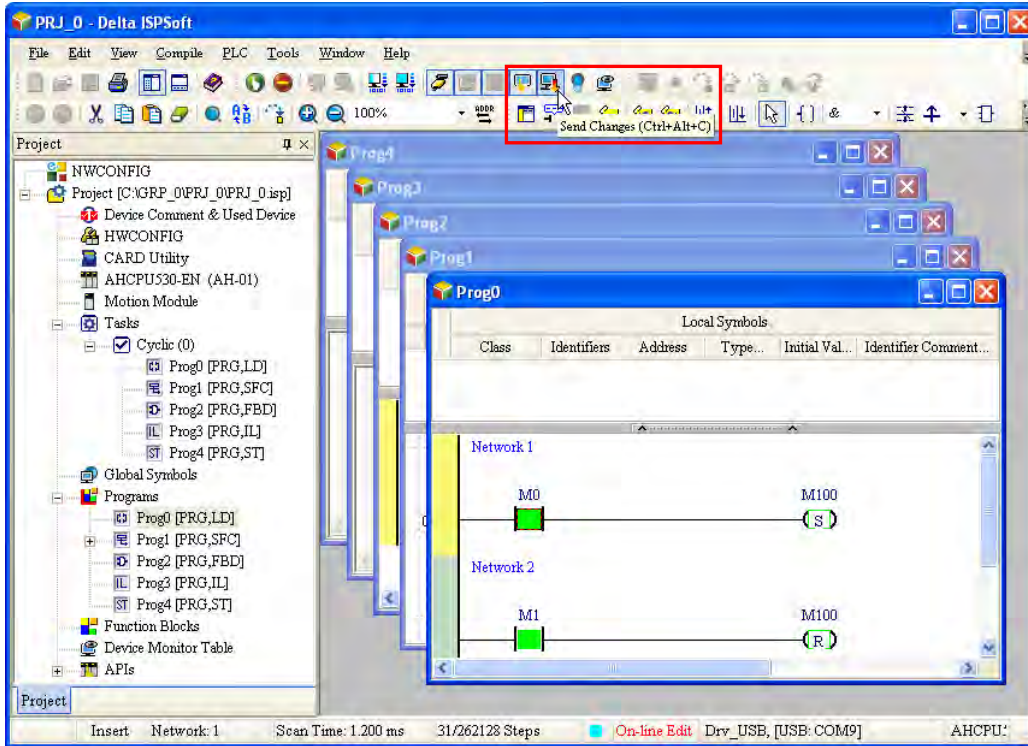 PRJ_0 - Delta ISPSoft
File Edit View Compile PLC Tools Window Help
100%
ADDR
Send Changes (Ctrl+Alt+C)
Project
NWCONFIG
Project [C:\GRP_0\PRJ_0\PRJ_0.isp]
Device Comment & Used Device
HWCONFIG
CARD Utility
AHCPU530-EN (AH-01)
Motion Module
Tasks
Cyclic (0)
Prog0 [PRG,LD]
Prog1 [PRG,SFC]
Prog2 [PRG,FBD]
Prog3 [PRG,IL]
Prog4 [PRG,ST]
Global Symbols
Programs
Prog0 [PRG,LD]
Prog1 [PRG,SFC]
Prog2 [PRG,FBD]
Prog3 [PRG,IL]
Prog4 [PRG,ST]
Function Blocks
Device Monitor Table
APIs
Project
Prog4
Prog3
Prog2
Prog1
Prog0
Local Symbols
Class Identifiers Address Type... Initial Val... Identifier Comment...
Network 1
M0 M100
S
Network 2
M1 M100
R
Insert Network: 1 Scan Time: 1.200 ms 31/262128 Steps On-line Edit Drv_USB, [USB: COM9]